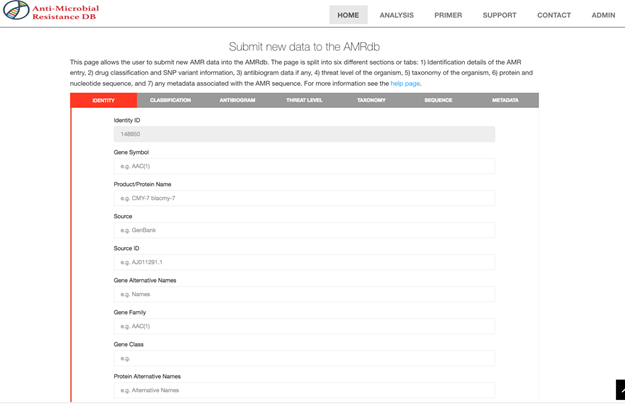 Anti-Microbial
Resistance DB
HOME ANALYSIS PRIMER SUPPORT CONTACT ADMIN
Submit new data to the AMRdb
This page allows the user to submit new AMR data into the AMRdb. The page is split into six different sections or tabs: 1) Identification details of the AMR
entry, 2) drug classification and SNP variant information, 3) antibiogram data if any, 4) threat level of the organism, 5) taxonomy of the organism, 6) protein and
nucleotide sequence, and 7) any metadata associated with the AMR sequence. For more information see the help page.
IDENTITY CLASSIFICATION ANTIBIOGRAM THREAT LEVEL TAXONOMY SEQUENCE METADATA
Identity ID
148850
Gene Symbol
e.g. AAC(1)
Product/Protein Name
e.g. CMY-7 blacmy-7
Source
e.g. GenBank
Source ID
e.g. AJ011291.1
Gene Alternative Names
e.g. Names
Gene Family
e.g. AAC(1)
Gene Class
e.g.
Protein Alternative Names
e.g. Alternative Names